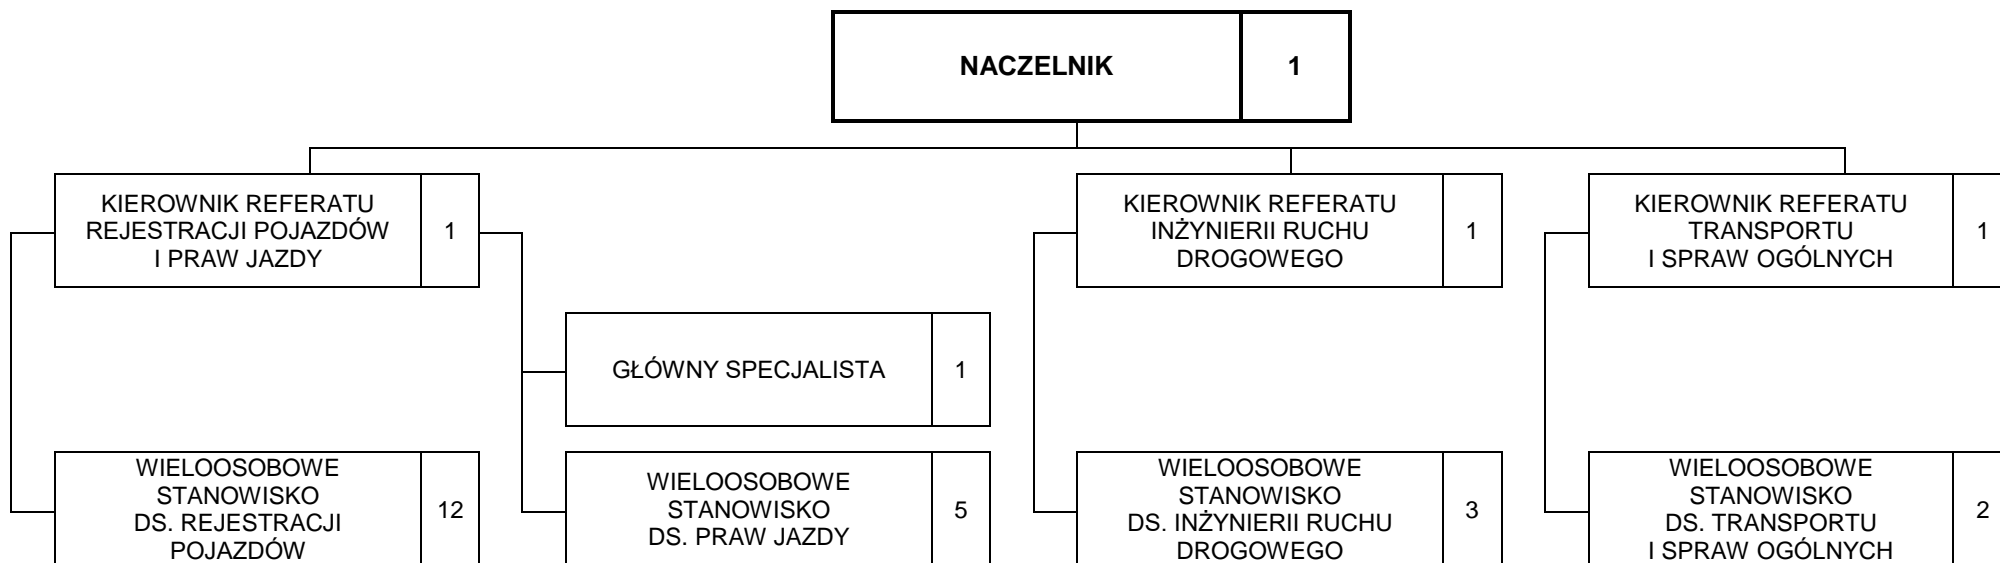 NACZELNIK
1
KIEROWNIK REFERATU
REJESTRACJI POJAZDÓW
I PRAW JAZDY
1
KIEROWNIK REFERATU
INŻYNIERII RUCHU
DROGOWEGO
1
KIEROWNIK REFERATU
TRANSPORTU
I SPRAW OGÓLNYCH
1
GŁÓWNY SPECJALISTA
1
WIELOOSOBOWE
STANOWISKO
DS. REJESTRACJI
POJAZDÓW
12
WIELOOSOBOWE
STANOWISKO
DS. PRAW JAZDY
5
WIELOOSOBOWE
STANOWISKO
DS. INŻYNIERII RUCHU
DROGOWEGO
3
WIELOOSOBOWE
STANOWISKO
DS. TRANSPORTU
I SPRAW OGÓLNYCH
2